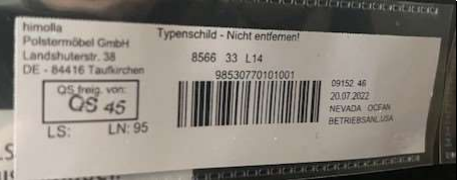 himolla
Polstermöbel GmbH
Landshuterstr. 38
DE - 84416 Taufkirchen
Typenschild - Nicht entfernen!
8566 33 L14
98530770101001
QS freig. von:
QS 45
LS: LN: 95
09152 46
20.07.2022
NEVADA OCEAN
BETRIEBSANL.USA